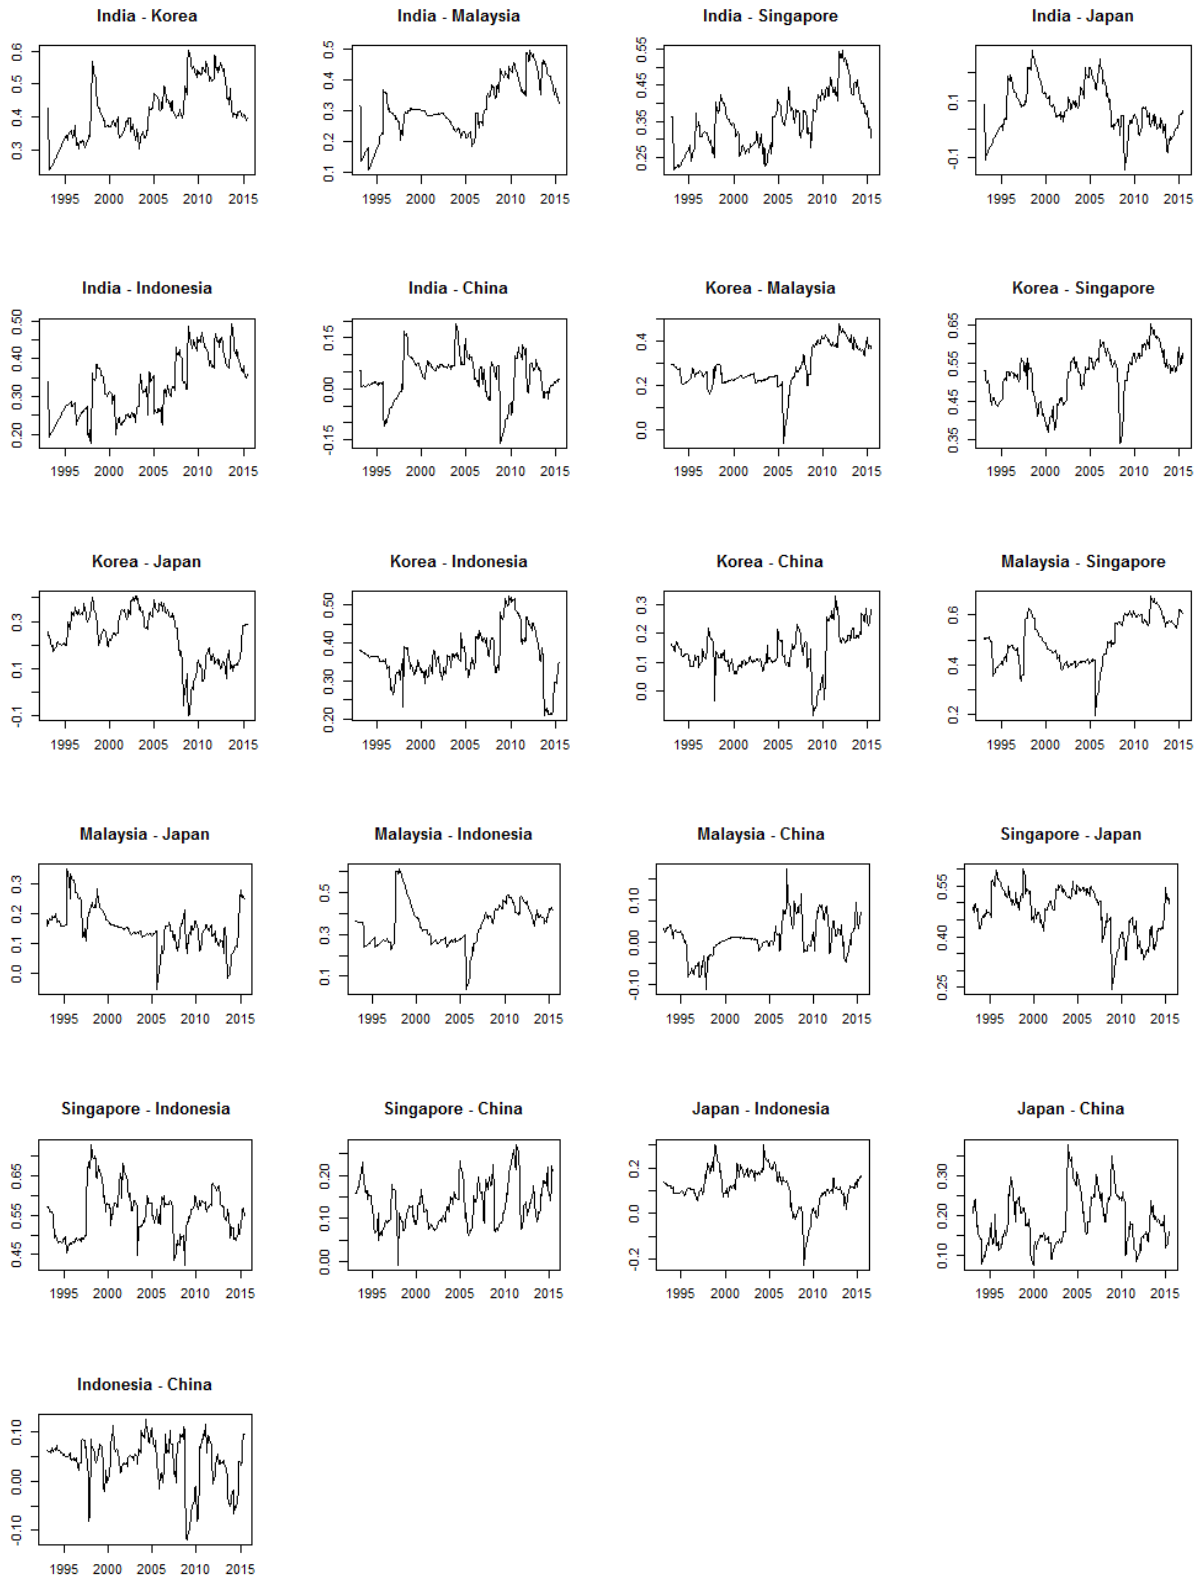 India - Korea
India - Malaysia
India - Singapore
India - Japan
0.3 0.4 0.5 0.6
0.1 0.2 0.3 0.4 0.5
0.25 0.35 0.45 0.55
-0.1 0.1
1995 2000 2005 2010 2015
1995 2000 2005 2010 2015
1995 2000 2005 2010 2015
1995 2000 2005 2010 2015
India - Indonesia
India - China
Korea - Malaysia
Korea - Singapore
0.20 0.30 0.40 0.50
-0.15 0.00 0.15
0.0 0.2 0.4
0.35 0.45 0.55 0.65
1995 2000 2005 2010 2015
1995 2000 2005 2010 2015
1995 2000 2005 2010 2015
1995 2000 2005 2010 2015
Korea - Japan
Korea - Indonesia
Korea - China
Malaysia - Singapore
-0.1 0.1 0.3
0.20 0.30 0.40 0.50
0.0 0.1 0.2 0.3
0.2 0.4 0.6
1995 2000 2005 2010 2015
1995 2000 2005 2010 2015
1995 2000 2005 2010 2015
1995 2000 2005 2010 2015
Malaysia - Japan
Malaysia - Indonesia
Malaysia - China
Singapore - Japan
0.0 0.1 0.2 0.3
0.1 0.3 0.5
-0.10 0.00 0.10
0.25 0.40 0.55
1995 2000 2005 2010 2015
1995 2000 2005 2010 2015
1995 2000 2005 2010 2015
1995 2000 2005 2010 2015
Singapore - Indonesia
Singapore - China
Japan - Indonesia
Japan - China
0.45 0.55 0.65
0.00 0.10 0.20
-0.2 0.0 0.2
0.10 0.20 0.30
1995 2000 2005 2010 2015
1995 2000 2005 2010 2015
1995 2000 2005 2010 2015
1995 2000 2005 2010 2015
Indonesia - China
-0.10 0.00 0.10
1995 2000 2005 2010 2015